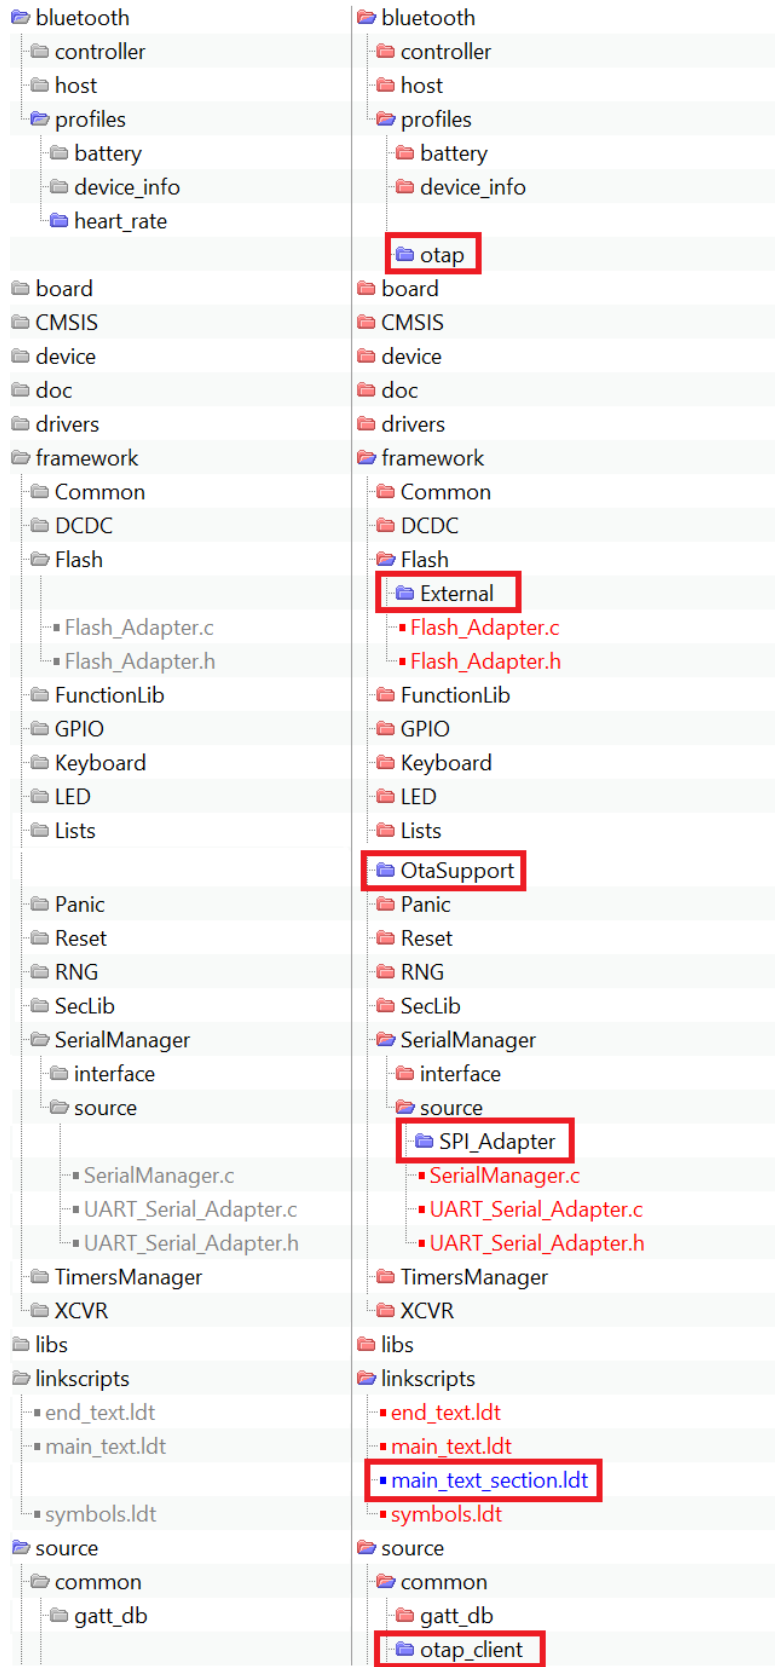 bluetooth bluetooth
controller controller
host host
profiles profiles
battery battery
device_info device_info
heart_rate
otap
board board
CMSIS CMSIS
device device
doc doc
drivers drivers
framework framework
Common Common
DCDC DCDC
Flash Flash
External
Flash_Adapter.c Flash_Adapter.c
Flash_Adapter.h Flash_Adapter.h
FunctionLib FunctionLib
GPIO GPIO
Keyboard Keyboard
LED LED
Lists Lists
OtaSupport
Panic Panic
Reset Reset
RNG RNG
SecLib SecLib
SerialManager SerialManager
interface interface
source source
SPI_Adapter
SerialManager.c SerialManager.c
UART_Serial_Adapter.c UART_Serial_Adapter.c
UART_Serial_Adapter.h UART_Serial_Adapter.h
TimersManager TimersManager
XCVR XCVR
libs libs
linkscripts linkscripts
end_text.ldt end_text.ldt
main_text.ldt main_text.ldt
main_text_section.ldt
symbols.ldt symbols.ldt
source source
common common
gatt_db gatt_db
otap_client